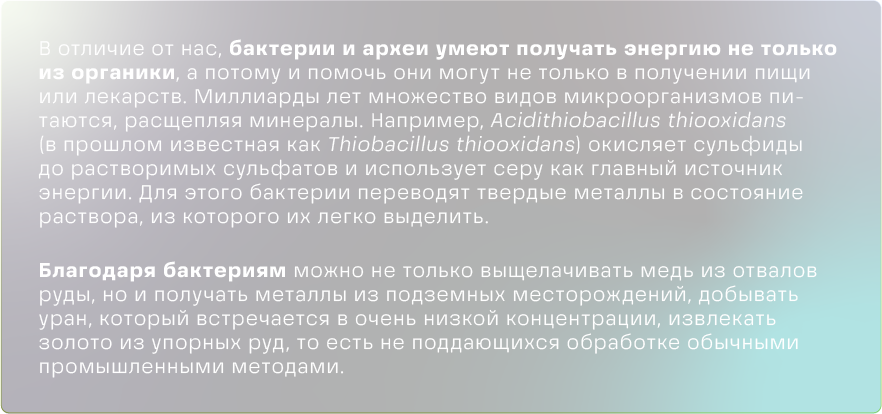 В отличие от нас, бактерии и археи умеют получать энергию не только
из органики, а потому и помочь они могут не только в получении пищи
или лекарств. Миллиарды лет множество видов микроорганизмов пи-
таются, расщепляя минералы. Например, Acidithiobacillus thiooxidans
(в прошлом известная как Thiobacillus thiooxidans) окисляет сульфиды
до растворимых сульфатов и использует серу как главный источник
энергии. Для этого бактерии переводят твердые металлы в состояние
раствора, из которого их легко выделить.
Благодаря бактериям можно не только выщелачивать медь из отвалов
руды, но и получать металлы из подземных месторождений, добывать
уран, который встречается в очень низкой концентрации, извлекать
золото из упорных руд, то есть не поддающихся обработке обычными
промышленными методами.